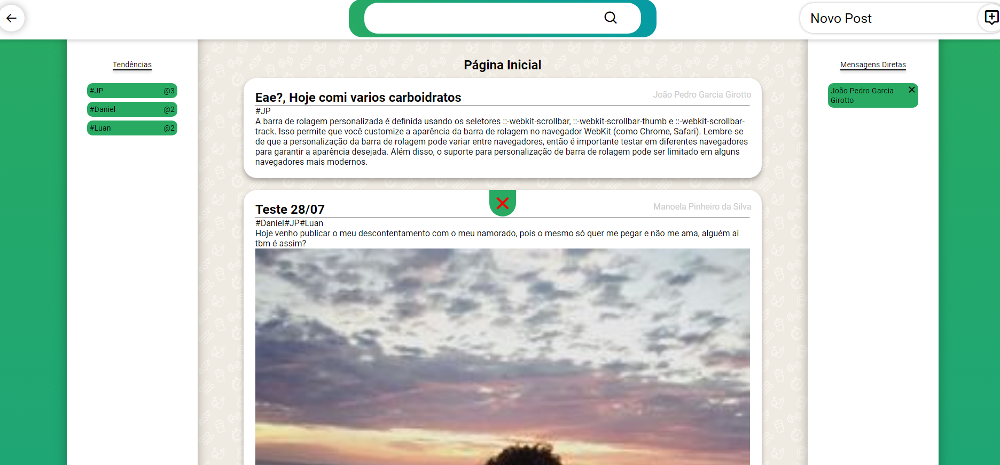 Novo Post
Tendências
#JP @3
#Daniel @2
#Luan @2
Página Inicial
Eae?, Hoje comi varios carboidratos
João Pedro Garcia Girotto
#JP
A barra de rolagem personalizada é definida usando os seletores ::-webkit-scrollbar, ::-webkit-scrollbar-thumb e ::-webkit-scrollbar-
track. Isso permite que você customize a aparência da barra de rolagem no navegador WebKit (como Chrome, Safari). Lembre-se
de que a personalização da barra de rolagem pode variar entre navegadores, então é importante testar em diferentes navegadores
para garantir a aparência desejada. Além disso, o suporte para personalização de barra de rolagem pode ser limitado em alguns
navegadores mais modernos.
Teste 28/07
Manoela Pinheiro da Silva
#Daniel#JP#Luan
Hoje venho publicar o meu descontentamento com o meu namorado, pois o mesmo só quer me pegar e não me ama, alguém ai
tbm é assim?
Mensagens Diretas
João Pedro Garcia
Girotto